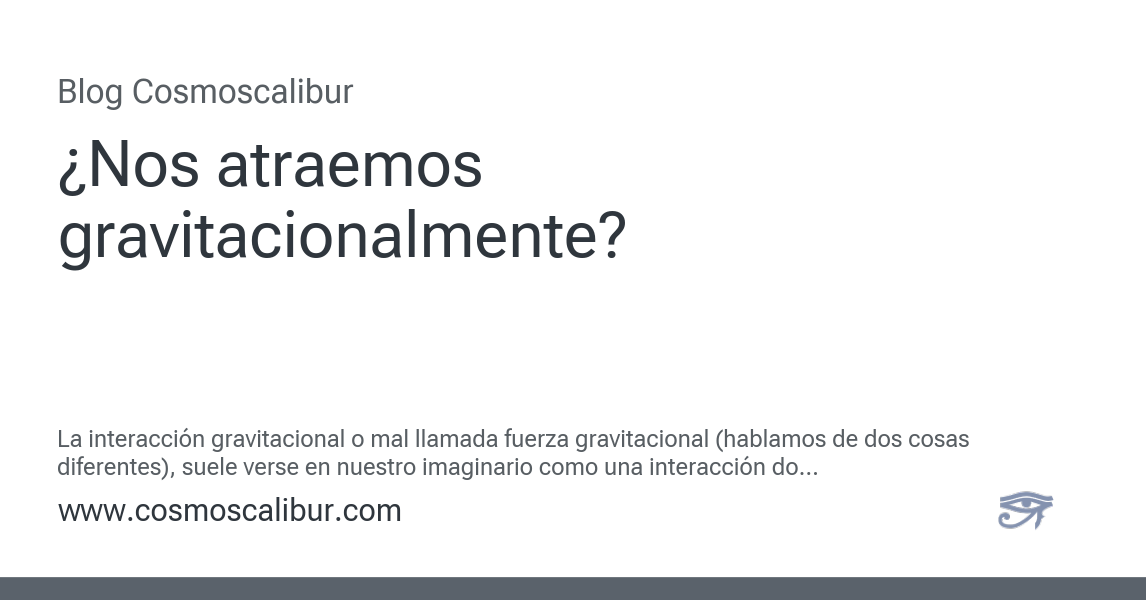 Blog Cosmoscalibur
¿Nos atraemos
gravitacionalmente?
La interacción gravitacional o mal llamada fuerza gravitacional (hablamos de dos cosas
diferentes), suele verse en nuestro imaginario como una interacción do...
www.cosmoscalibur.com